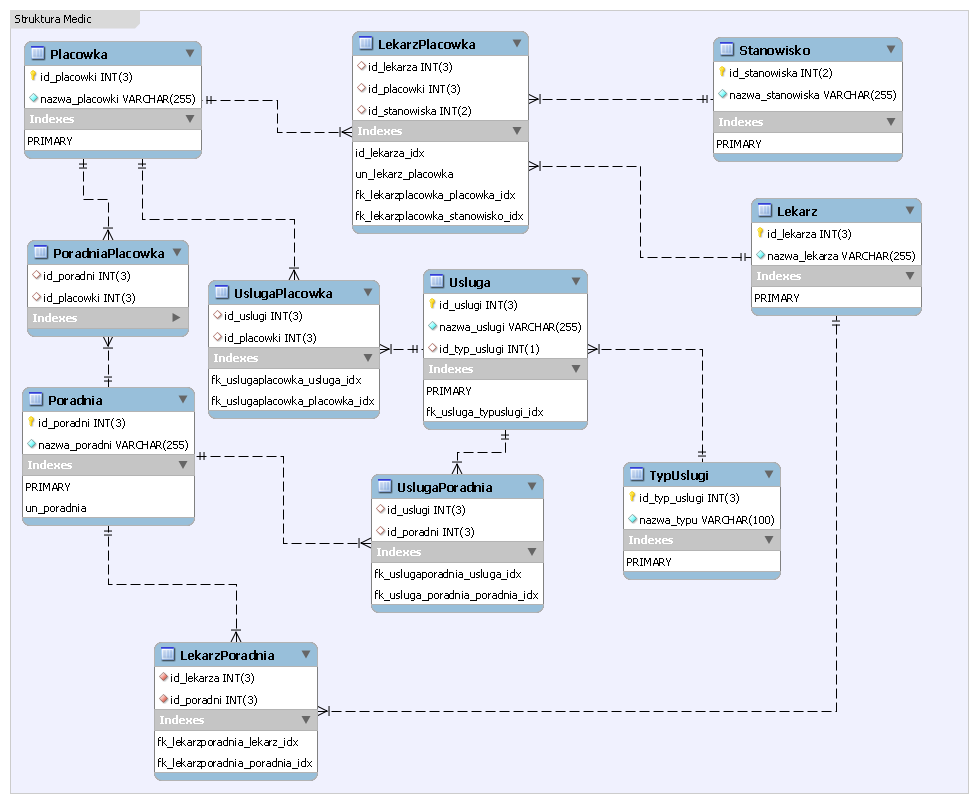 Struktura Medic
Placowka
id_placowki INT(3)
nazwa_placowki VARCHAR(255)
Indexes
PRIMARY
LekarzPlacowka
id_lekarza INT(3)
id_placowki INT(3)
id_stanowiska INT(2)
Indexes
id_lekarza_idx
un_lekarz_placowka
fk_lekarzplacowka_placowka_idx
fk_lekarzplacowka_stanowisko_idx
Stanowisko
id_stanowiska INT(2)
nazwa_stanowiska VARCHAR(255)
Indexes
PRIMARY
Lekarz
id_lekarza INT(3)
nazwa_lekarza VARCHAR(255)
Indexes
PRIMARY
PoradniaPlacowka
id_poradni INT(3)
id_placowki INT(3)
Indexes
UslugaPlacowka
id_uslugi INT(3)
id_placowki INT(3)
Indexes
fk_uslugaplacowka_usluga_idx
fk_uslugaplacowka_placowka_idx
Usluga
id_uslugi INT(3)
nazwa_uslugi VARCHAR(255)
id_typ_uslugi INT(1)
Indexes
PRIMARY
fk_usluga_typuslugi_idx
Poradnia
id_poradni INT(3)
nazwa_poradni VARCHAR(255)
Indexes
PRIMARY
un_poradnia
UslugaPoradnia
id_uslugi INT(3)
id_poradni INT(3)
Indexes
fk_uslugaporadnia_usluga_idx
fk_usluga_poradnia_poradnia_idx
TypUslugi
id_typ_uslugi INT(3)
nazwa_typu VARCHAR(100)
Indexes
PRIMARY
LekarzPoradnia
id_lekarza INT(3)
id_poradni INT(3)
Indexes
fk_lekarzporadnia_lekarz_idx
fk_lekarzporadnia_poradnia_idx